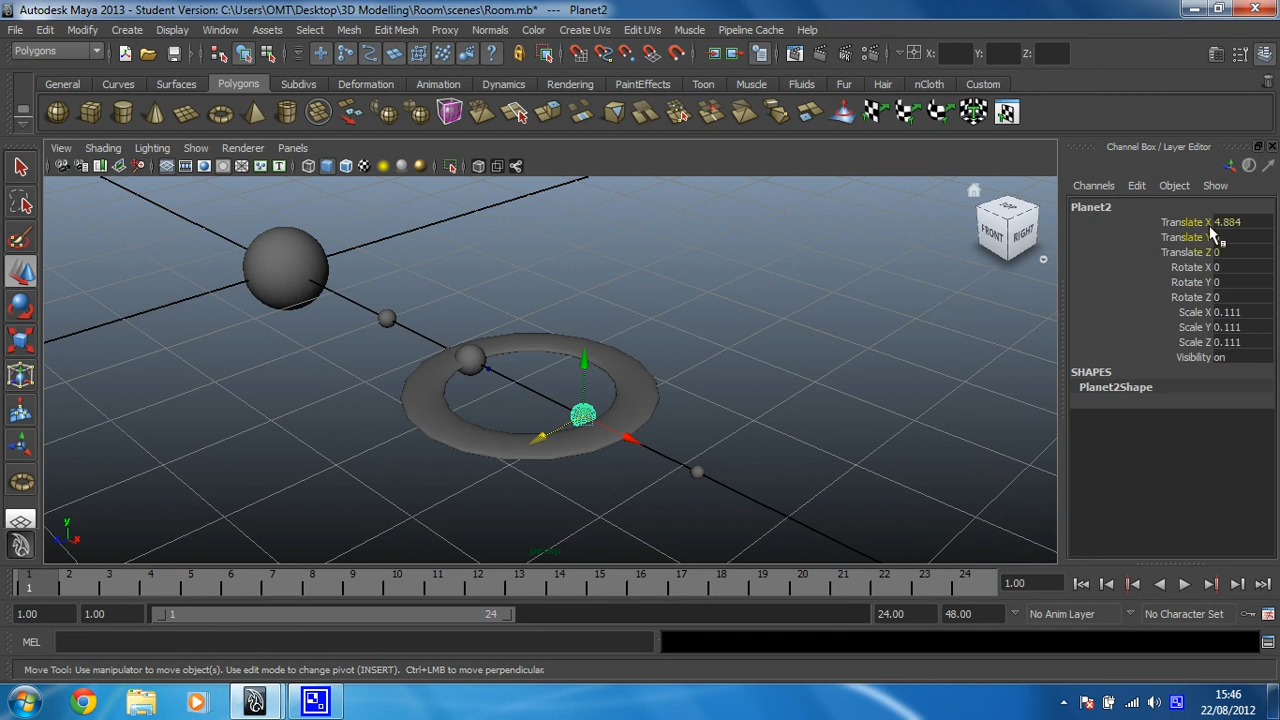 Autodesk Maya 2013 - Student Version: C:\Users\OMT\Desktop\3D Modelling\Room\scenes\Room.mb* --- Planet2
File Edit Modify Create Display Window Assets Select Mesh Edit Mesh Proxy Normals Color Create UVs Edit UVs Muscle Pipeline Cache Help
Polygons X: Y: Z:
General Curves Surfaces Polygons Subdivs Deformation Animation Dynamics Rendering PaintEffects Toon Muscle Fluids Fur Hair nCloth Custom
View Shading Lighting Show Renderer Panels
Channel Box / Layer Editor
Channels Edit Object Show
Planet2
Translate X 4.884
Translate
Translate Z 0
Rotate X 0
Rotate Y 0
Rotate Z 0
Scale X 0.111
Scale Y 0.111
Scale Z 0.111
Visibility on
SHAPES
Planet2Shape
TOP
FRONT RIGHT
y
x
persp
1 2 3 4 5 6 7 8 9 10 11 12 13 14 15 16 17 18 19 20 21 22 23 24
1 1.00
1.00 1.00 1 24 24.00 48.00 No Anim Layer No Character Set
MEL
Move Tool: Use manipulator to move object(s). Use edit mode to change pivot (INSERT). Ctrl+LMB to move perpendicular.
15:46
22/08/2012